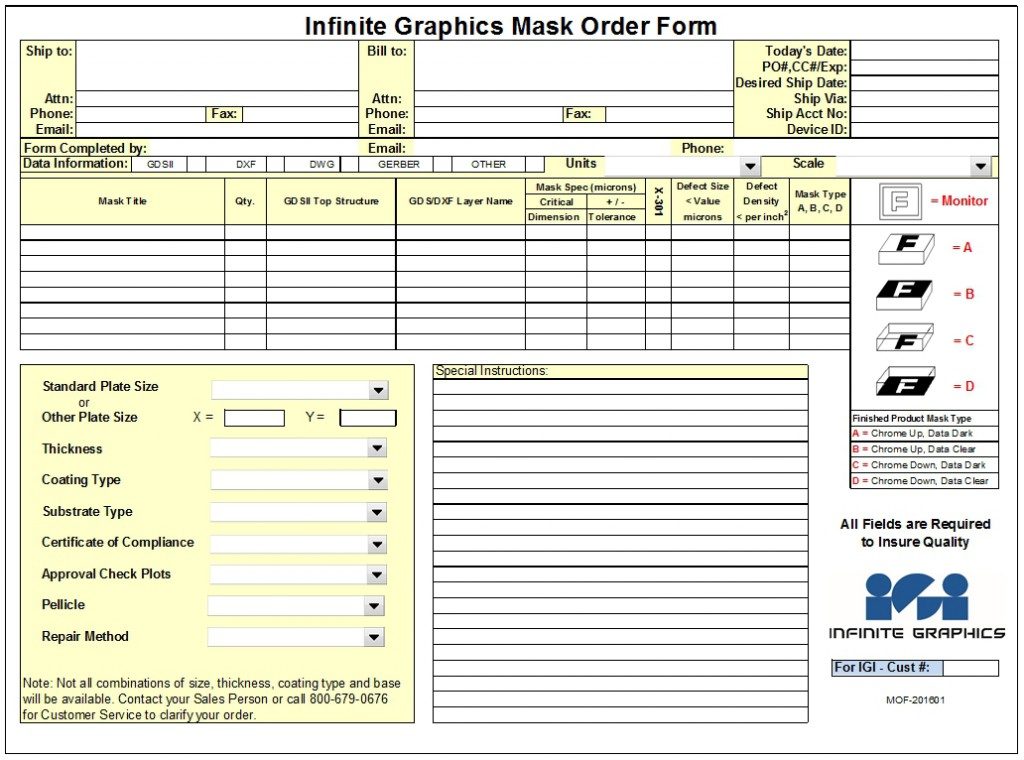 Infinite Graphics Mask Order Form
Ship to: Bill to: Today's Date:
PO#,CC#/Exp:
Desired Ship Date:
Attn: Attn: Ship Via:
Phone: Fax: Phone: Fax: Ship Acct No:
Email: Email: Device ID:
Form Completed by: Email: Phone:
Data Information: GDSII DXF DWG GERBER OTHER Units Scale
Mask Title Qty. GDSII Top Structure GDS/DXF Layer Name Mask Spec (microns) Critical Dimension + / - Tolerance X-301 Defect Size < Value microns Defect Density < per inch2 Mask Type A, B, C, D
F = Monitor
F = A
F = B
F = C
F = D
Finished Product Mask Type
A = Chrome Up, Data Dark
B = Chrome Up, Data Clear
C = Chrome Down, Data Dark
D = Chrome Down, Data Clear
Standard Plate Size
or
Other Plate Size X = Y =
Thickness
Coating Type
Substrate Type
Certificate of Compliance
Approval Check Plots
Pellicle
Repair Method
Note: Not all combinations of size, thickness, coating type and base
will be available. Contact your Sales Person or call 800-679-0676
for Customer Service to clarify your order.
Special Instructions:
All Fields are Required
to Insure Quality
iGi
INFINITE GRAPHICS
For IGI - Cust #:
MOF-201601